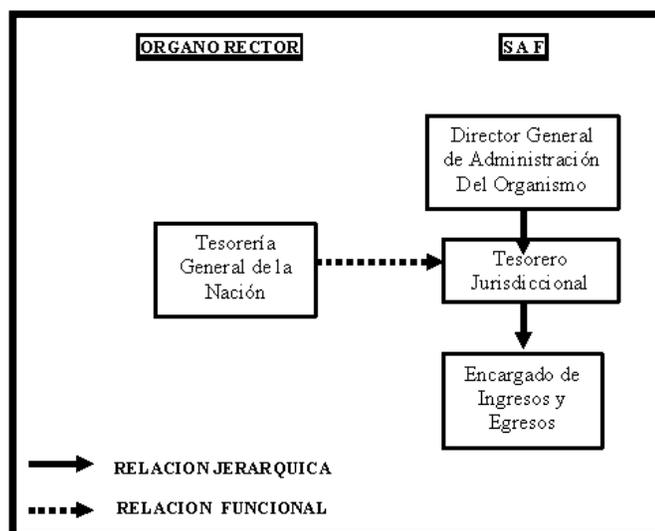 ORGANO RECTOR
S A F
Director General
de Administración
Del Organismo
Tesorería
General de la
Nación
Tesorero
Jurisdiccional
Encargado de
Ingresos y
Egresos
RELACION JERARQUICA
RELACION FUNCIONAL